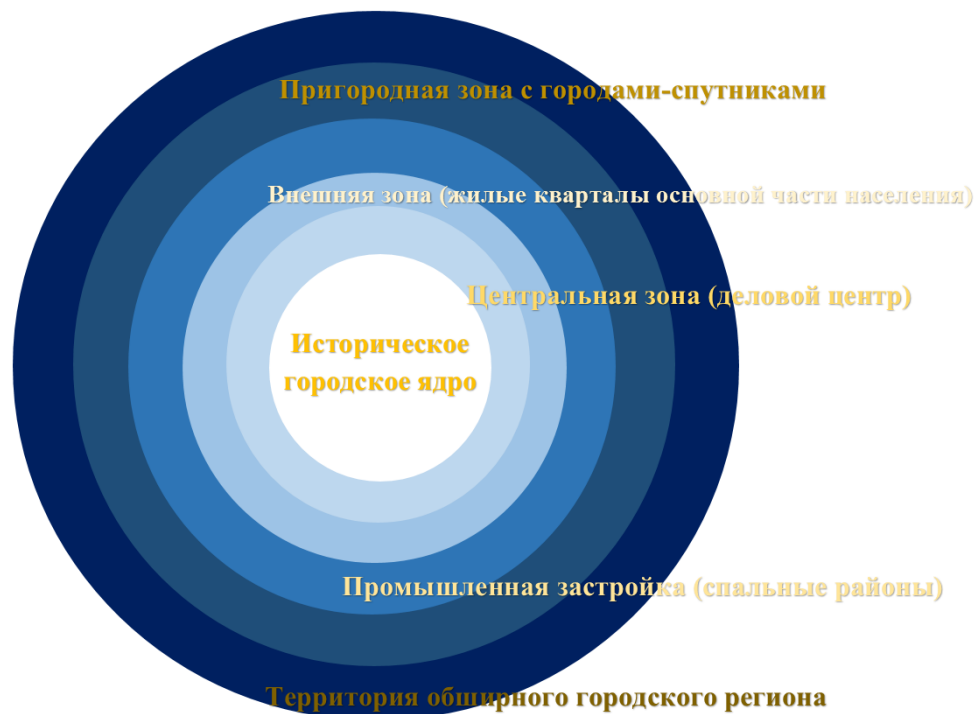 Пригородная зона с городами-спутниками
Внешняя зона (жилые кварталы основной части населения)
Центральная зона (деловой центр)
Историческое
городское ядро
Промышленная застройка (спальные районы)
Территория обширного городского региона